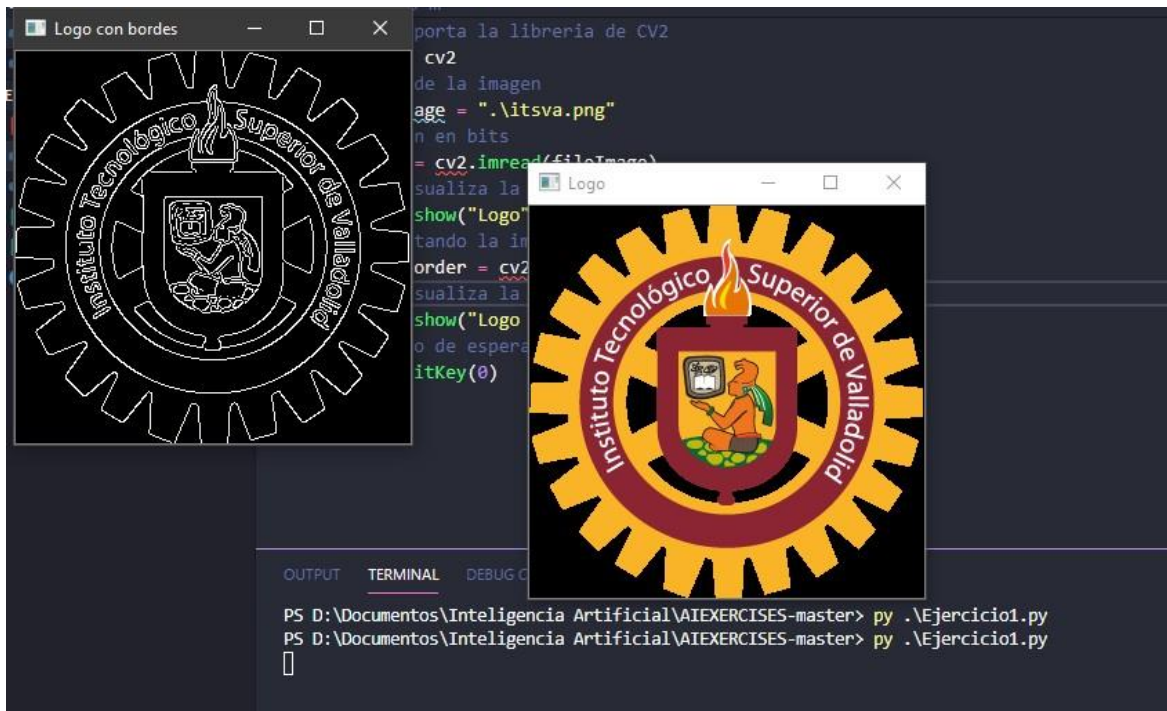 Logo con bordes
Instituto Tecnológico Superior de Valladolid
porta la libreria de CV2
cv2
de la imagen
age = ".\itsva.png"
n en bits
= cv2.imread(fileImage)
sualiza la
show("Logo"
tando la im
order = cv2
sualiza la
show("Logo
o de espera
itKey(0)
Logo
Instituto Tecnológico Superior de Valladolid
OUTPUT TERMINAL DEBUG C
PS D:\Documentos\Inteligencia Artificial\AIEXERCISES-master> py .\Ejercicio1.py
PS D:\Documentos\Inteligencia Artificial\AIEXERCISES-master> py .\Ejercicio1.py